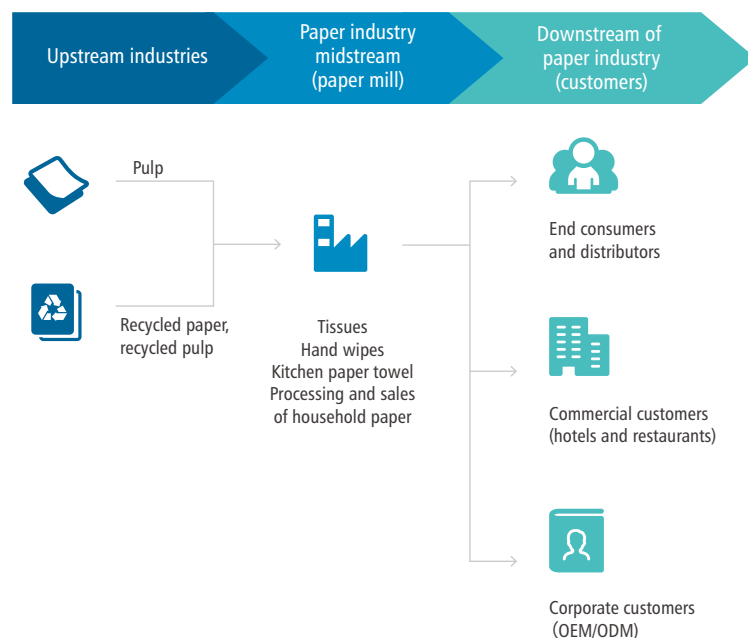 Upstream industries
Paper industry
midstream
(paper mill)
Downstream of
paper industry
(customers)
Pulp
Recycled paper,
recycled pulp
Tissues
Hand wipes
Kitchen paper towel
Processing and sales
of household paper
End consumers
and distributors
Commercial customers
(hotels and restaurants)
Corporate customers
(OEM/ODM)